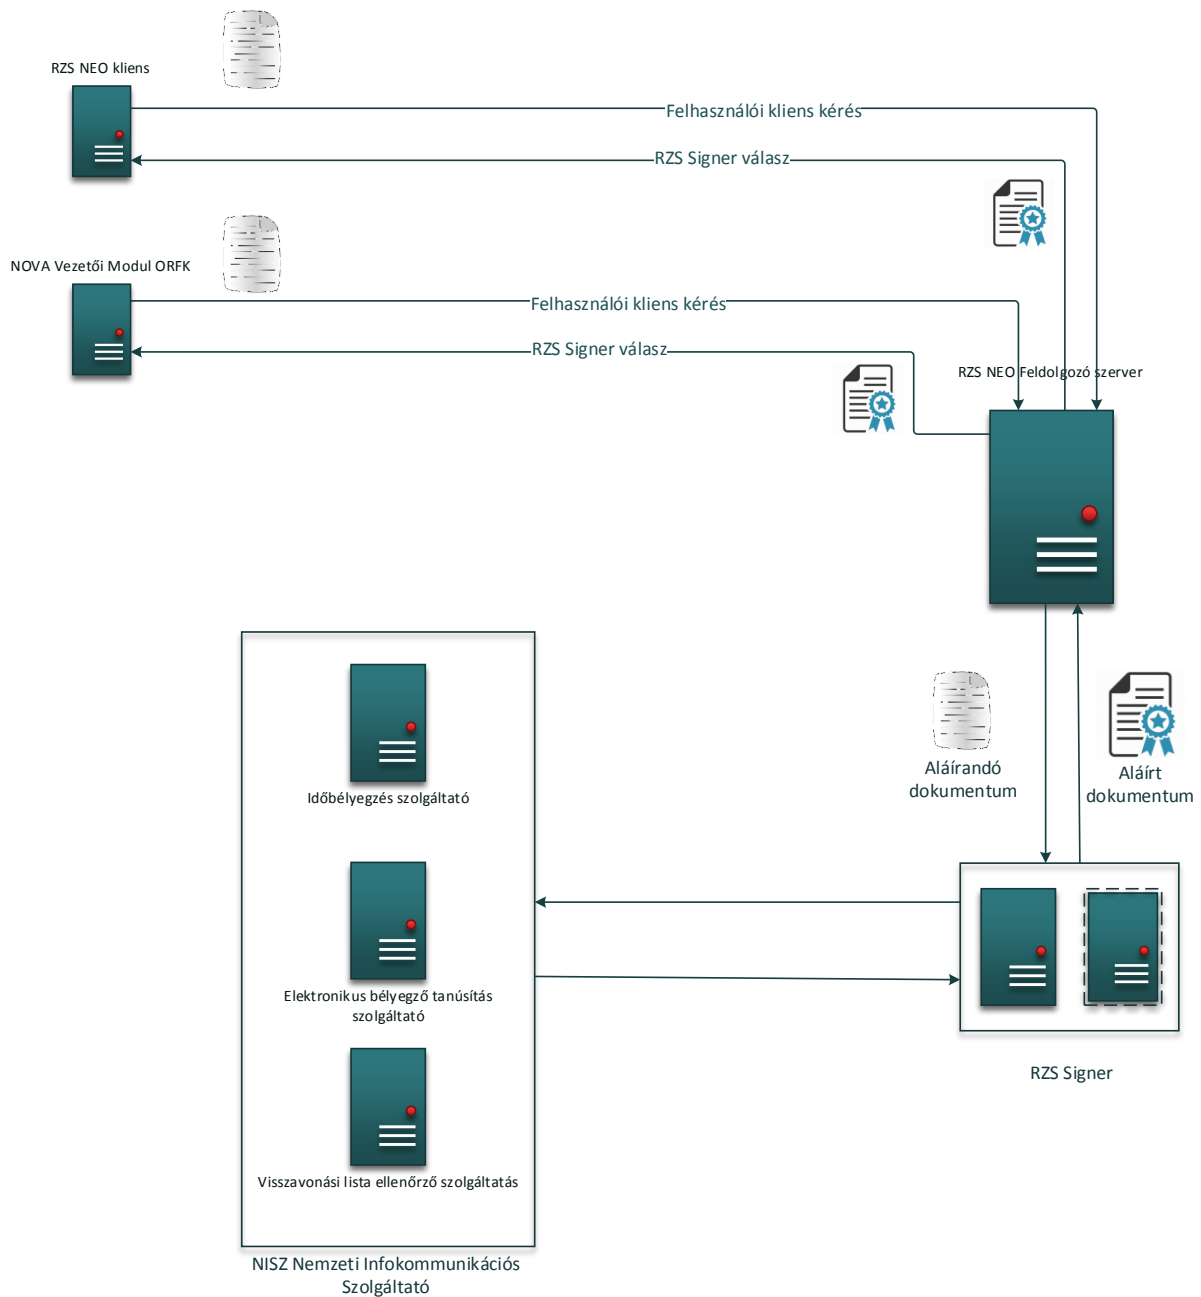 RZS NEO kliens
Felhasználói kliens kérés
RZS Signer válasz
NOVA Vezetői Modul ORFK
Felhasználói kliens kérés
RZS Signer válasz
RZS NEO Feldolgozó szerver
Aláírandó
dokumentum
Aláírt
dokumentum
Időbélyegzés szolgáltató
Elektronikus bélyegző tanúsítás
szolgáltató
Visszavonási lista ellenőrző szolgáltatás
RZS Signer
NISZ Nemzeti Infokommunikációs
Szolgáltató